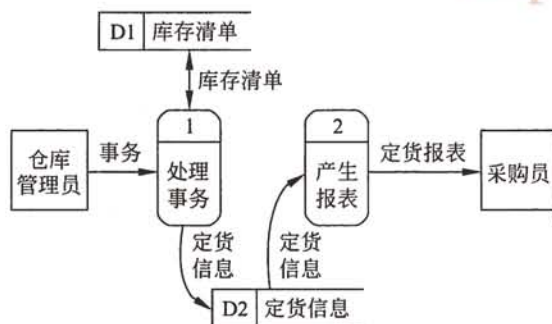 D1 库存清单
库存清单
1
处理
事务
仓库
管理员
事务
2
产生
报表
定货报表
采购员
定货
信息
定货
信息
D2 定货信息